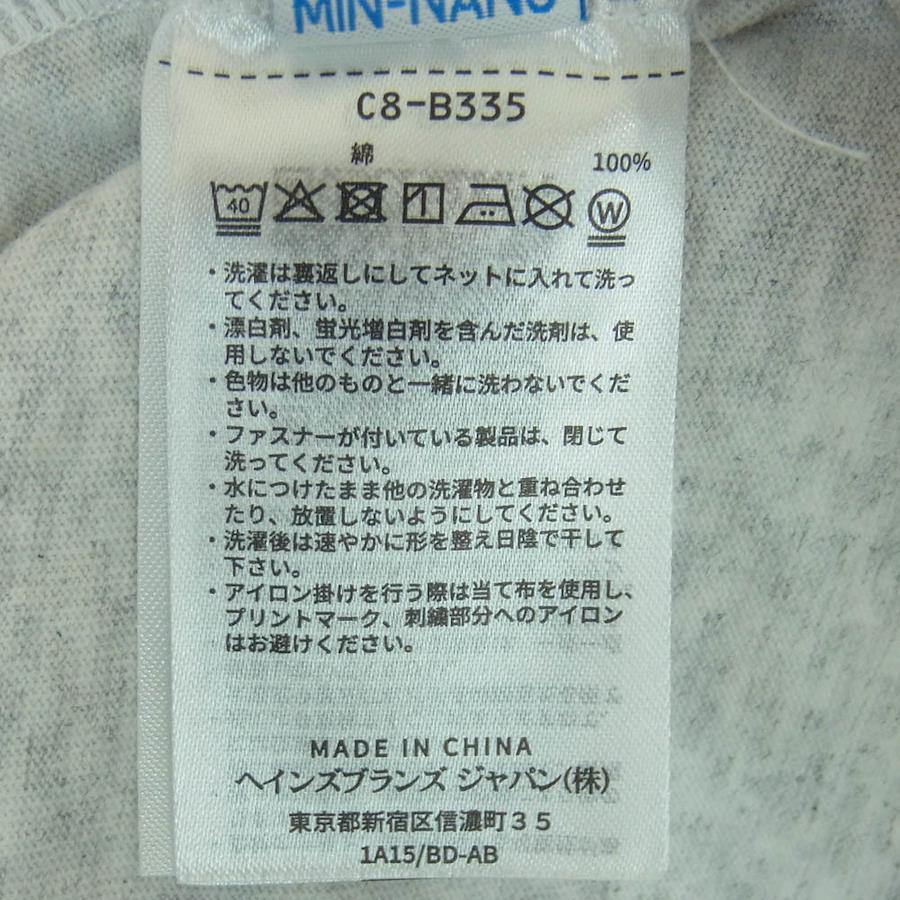 MIN-NANO
C8-B335
綿 100%
40
W
・洗濯は裏返しにしてネットに入れて洗っ
てください。
・漂白剤、蛍光増白剤を含んだ洗剤は、使
用しないでください。
・色物は他のものと一緒に洗わないでくだ
さい。
・ファスナーが付いている製品は、閉じて
洗ってください。
・水につけたまま他の洗濯物と重ね合わせ
たり、放置しないようにしてください。
・洗濯後は速やかに形を整え日陰で干して
下さい。
・アイロン掛けを行う際は当て布を使用し、
プリントマーク、刺繍部分へのアイロン
はお避けください。
MADE IN CHINA
ヘインズブランズ ジャパン(株)
東京都新宿区信濃町35
1A15/BD-AB